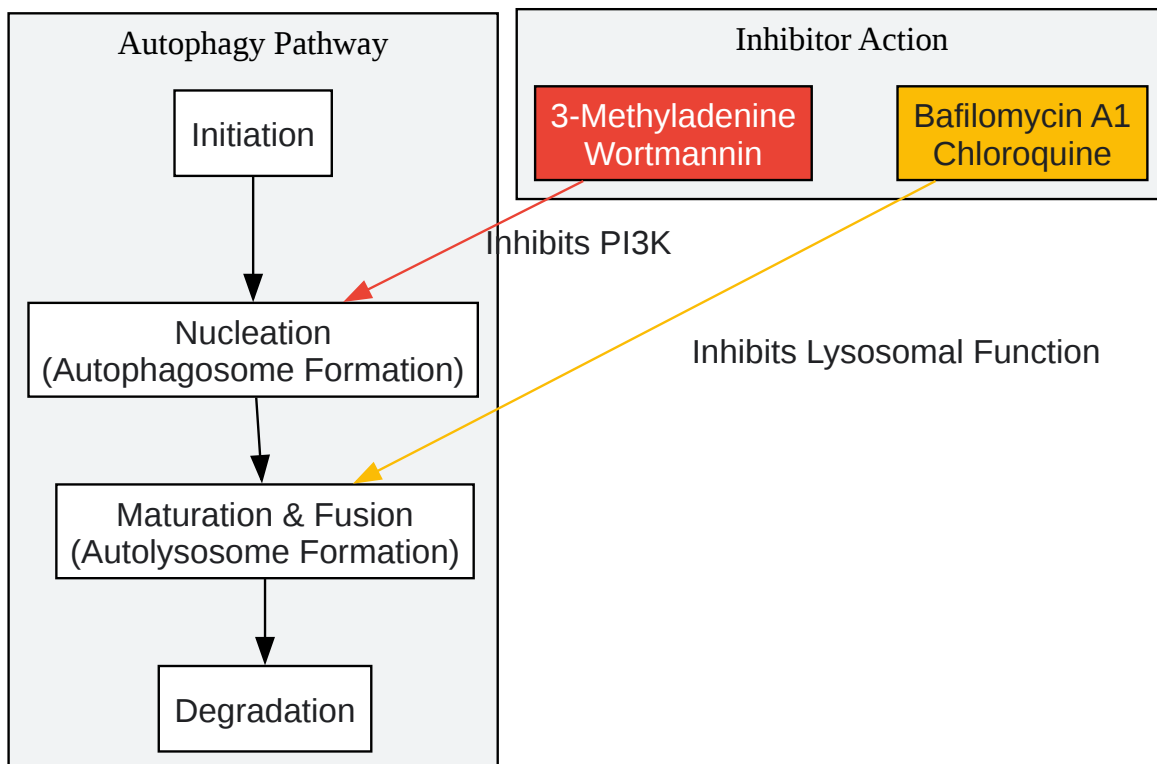 Autophagy Pathway
Initiation
Nucleation
(Autophagosome Formation)
Maturation & Fusion
(Autolysosome Formation)
Degradation
Inhibitor Action
3-Methyladenine
Wortmannin
Bafilomycin A1
Chloroquine
Inhibits PI3K
Inhibits Lysosomal Function